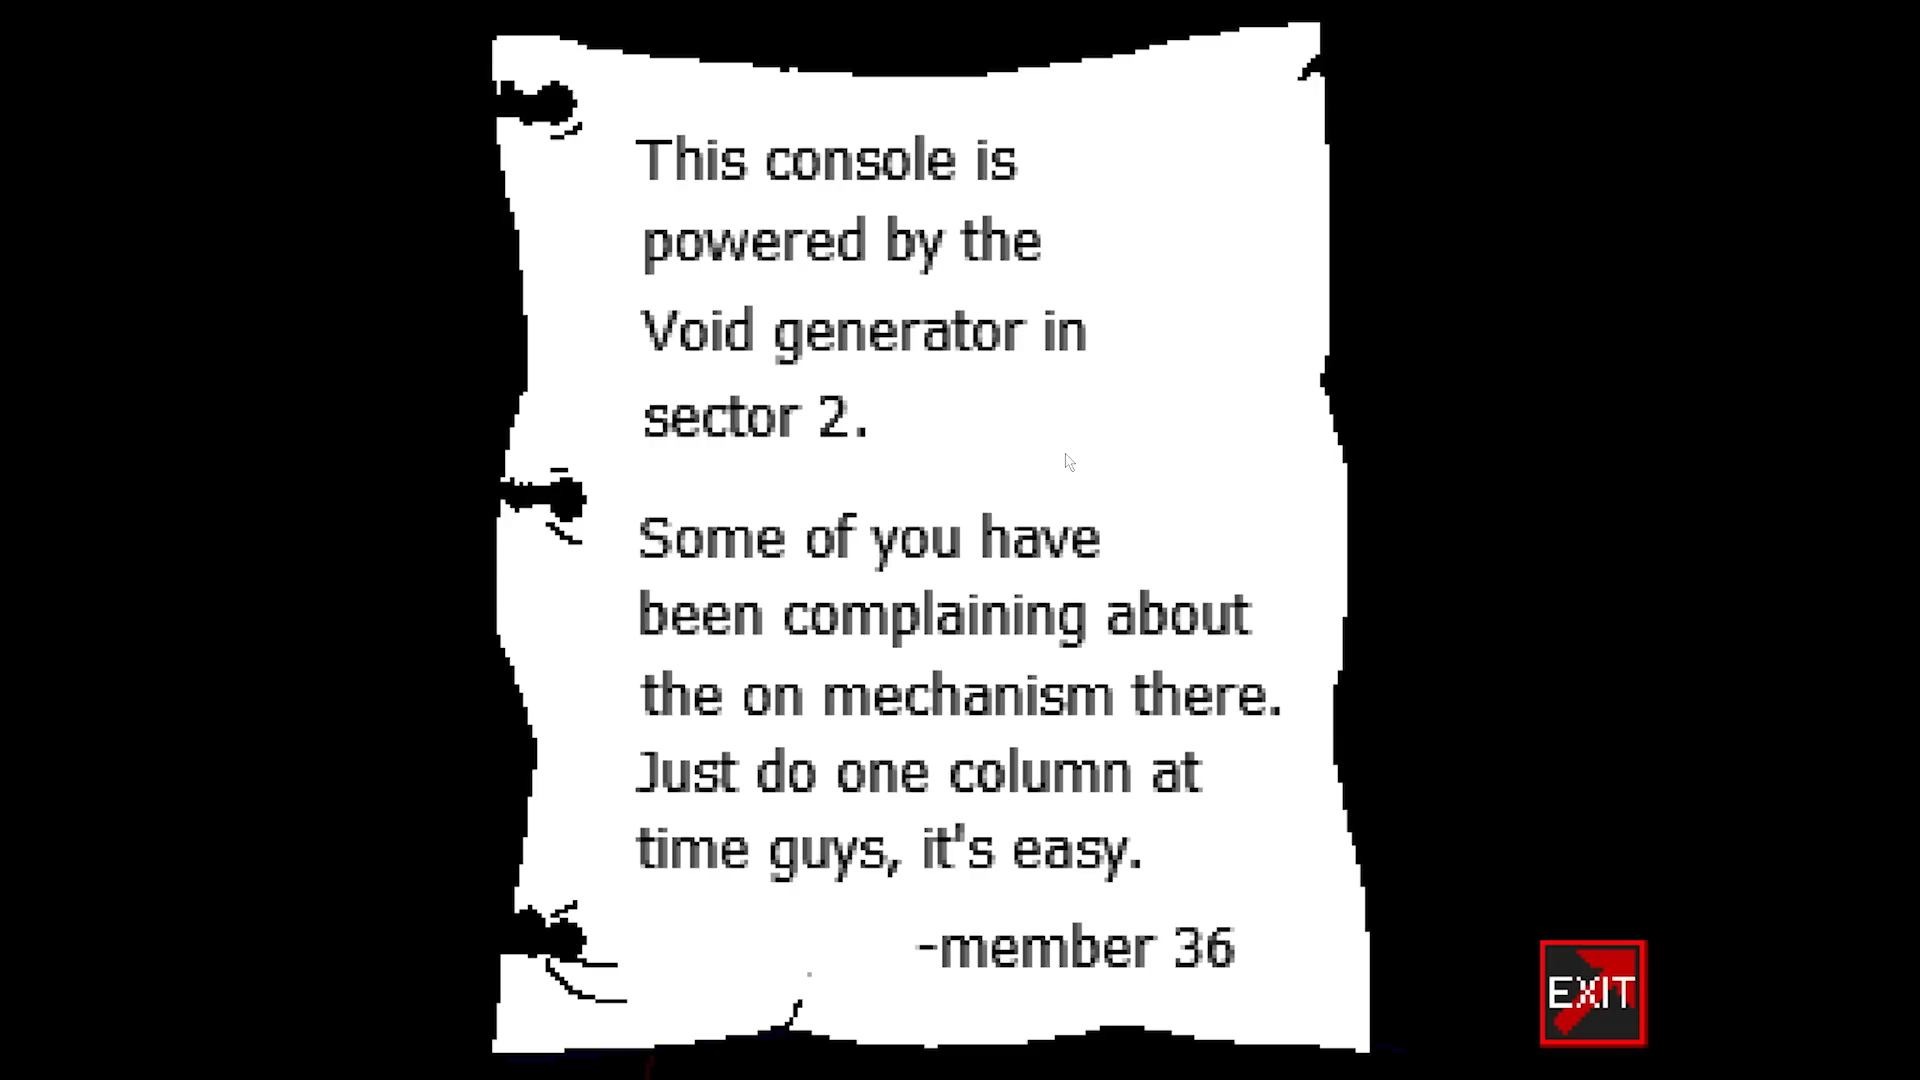 This console is
powered by the
Void generator in
sector 2.
Some of you have
been complaining about
the on mechanism there.
Just do one column at
time guys, it's easy.
-member 36
EXIT